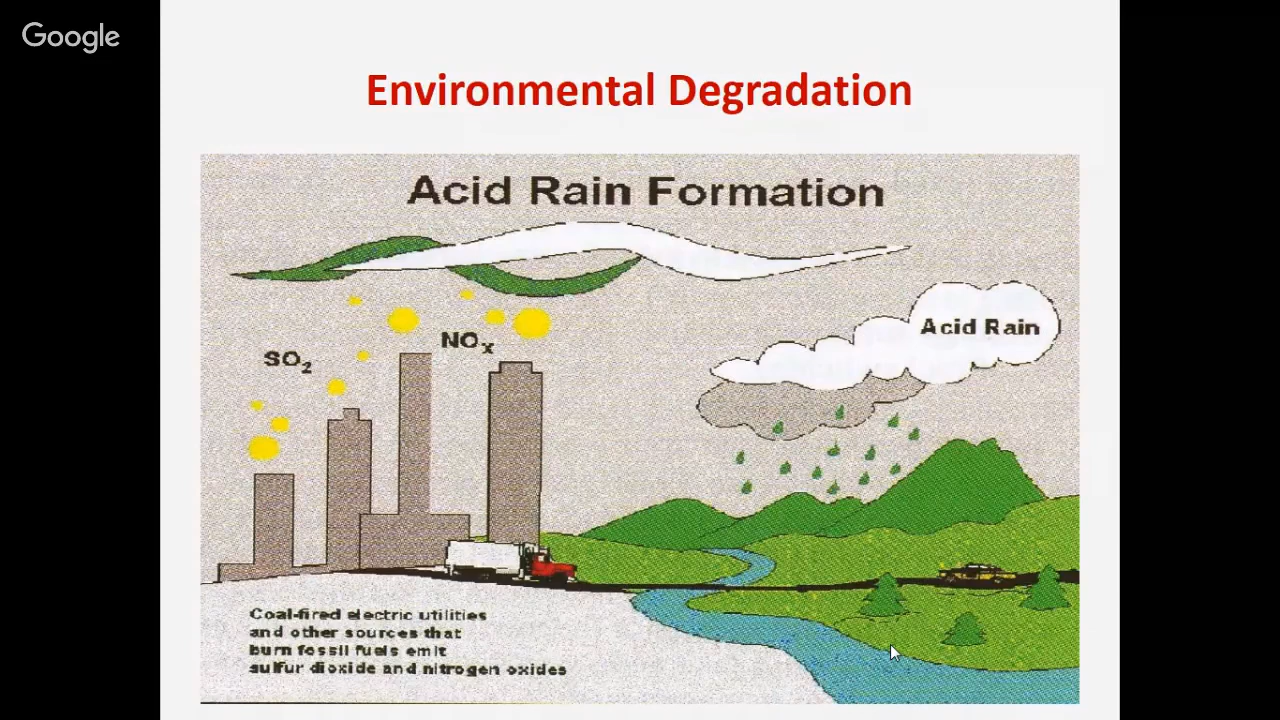 Google
Environmental Degradation
Acid Rain Formation
Acid Rain
NOx
SO2
Coal-fired electric utilities
and other sources that
burn fossil fuels emit
sulfur dioxide and nitrogen oxides